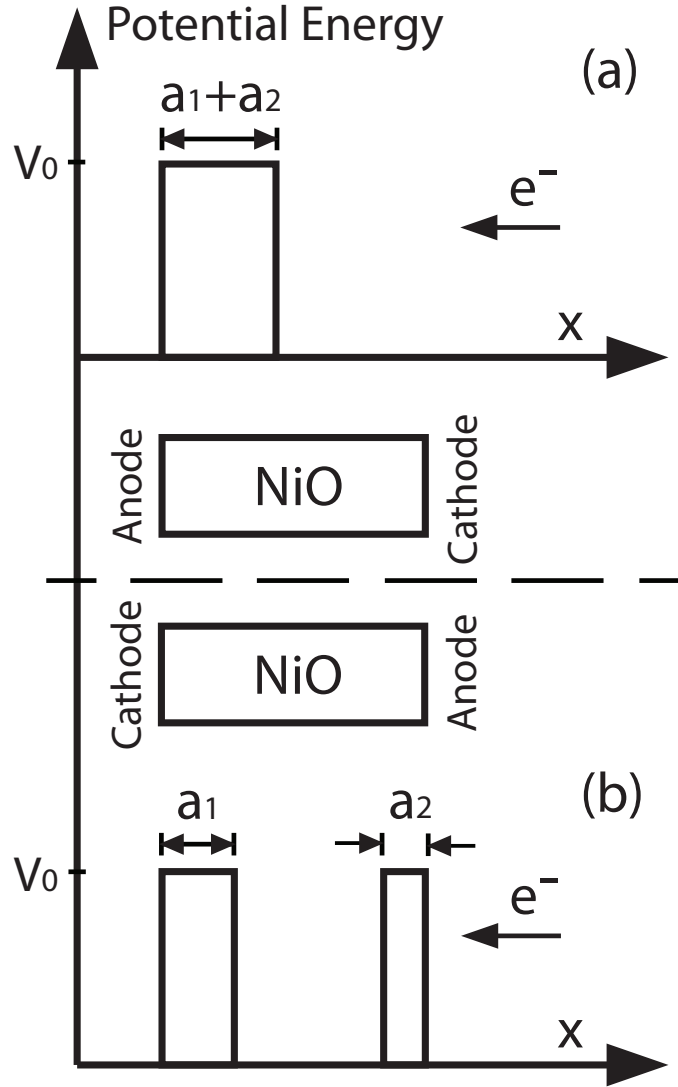 Potential Energy
(a)
a₁+a₂
V₀
e⁻
x
Anode
NiO
Cathode
Cathode
NiO
Anode
(b)
a₁
a₂
V₀
e⁻
x